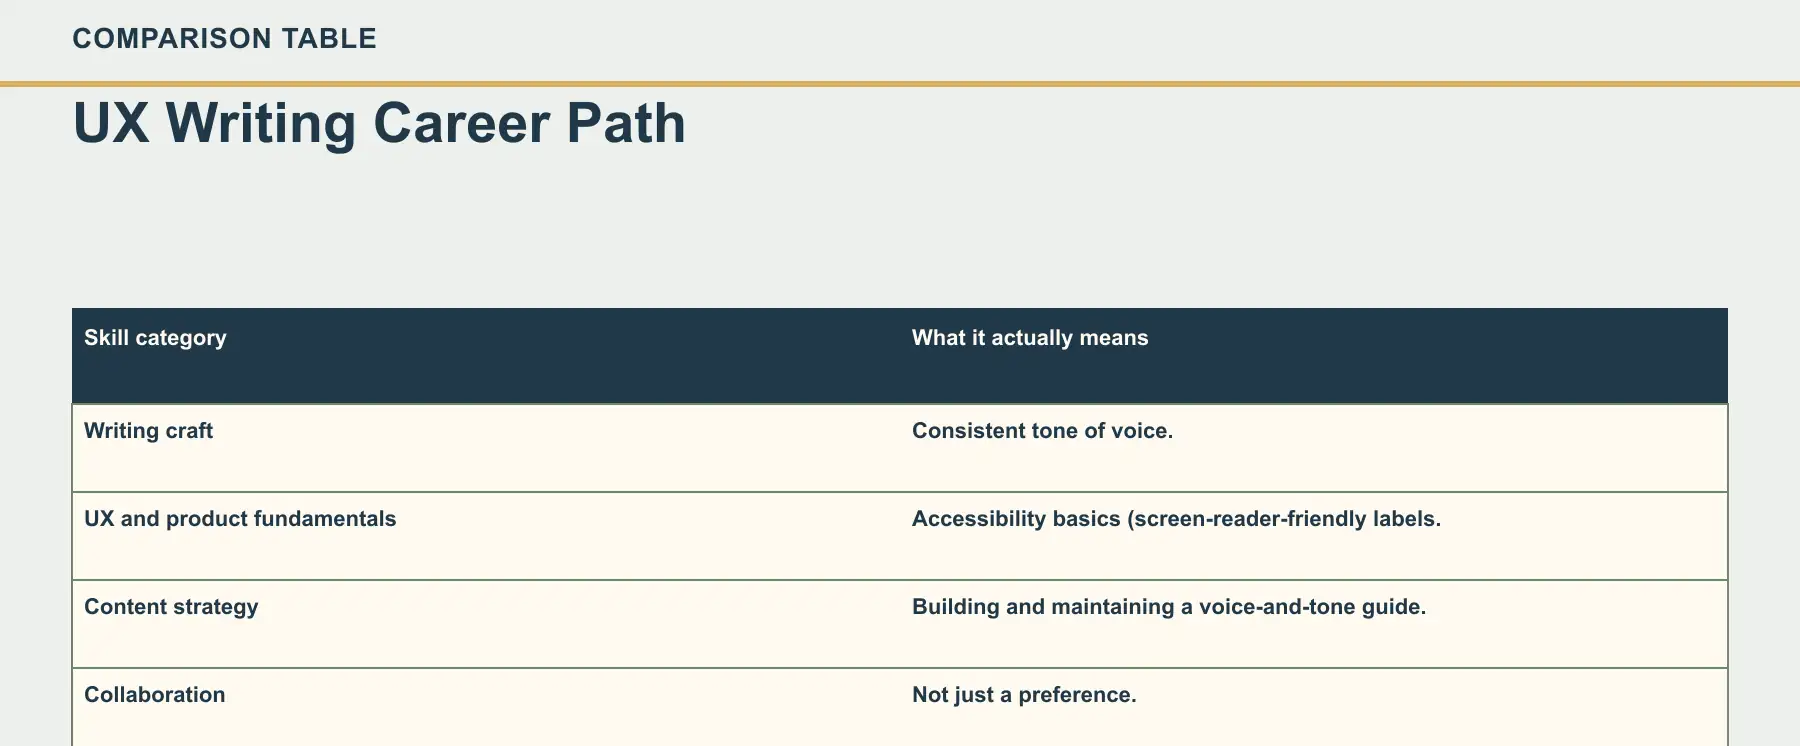 COMPARISON TABLE
UX Writing Career Path
Skill category What it actually means
Writing craft Consistent tone of voice.
UX and product fundamentals Accessibility basics (screen-reader-friendly labels.
Content strategy Building and maintaining a voice-and-tone guide.
Collaboration Not just a preference.